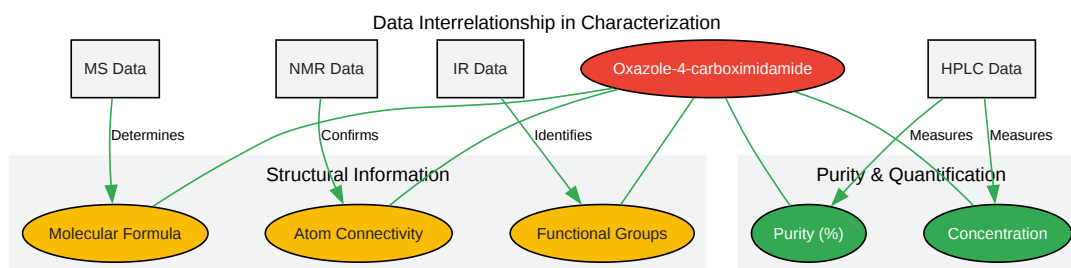 Data Interrelationship in Characterization
MS Data
NMR Data
IR Data
Oxazole-4-carboximidamide
HPLC Data
Determines
Confirms
Identifies
Measures
Measures
Structural Information
Purity & Quantification
Molecular Formula
Atom Connectivity
Functional Groups
Purity (%)
Concentration